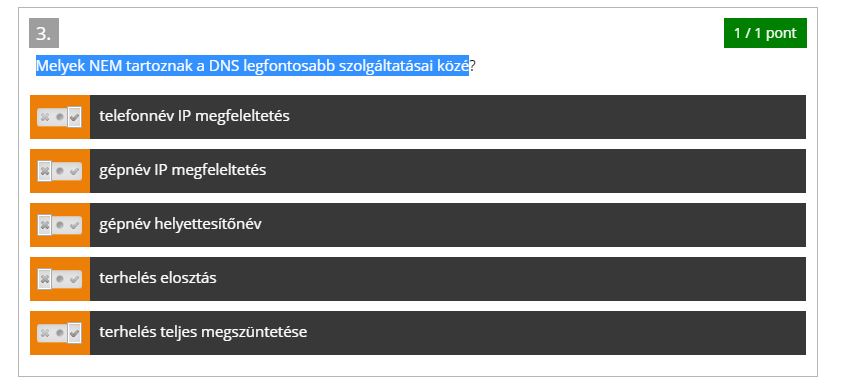 3.
1 / 1 pont
Melyek NEM tartoznak a DNS legfontosabb szolgáltatásai közé?
telefonnév IP megfeleltetés
gépnév IP megfeleltetés
gépnév helyettesítőnév
terhelés elosztás
terhelés teljes megszüntetése